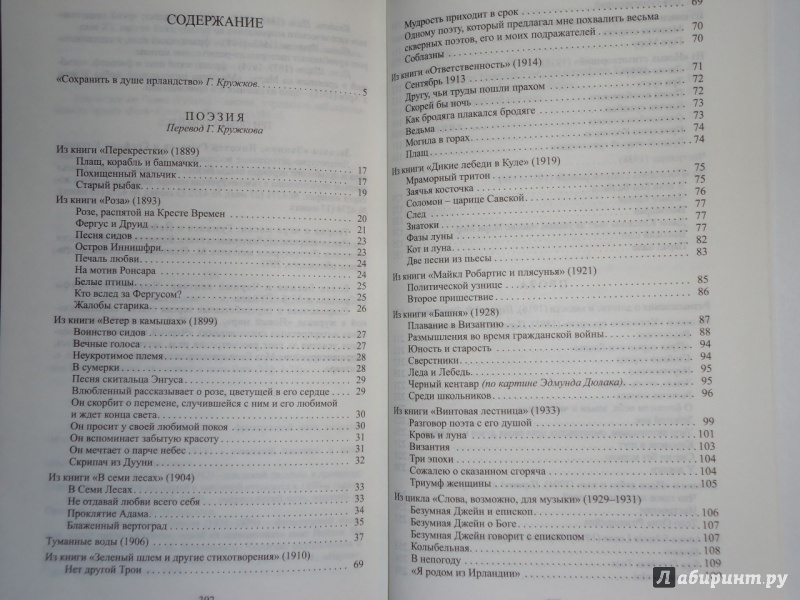 СОДЕРЖАНИЕ
«Сохранить в душе ирландство» Г. Кружков. 5
ПОЭЗИЯ
Перевод Г. Кружкова
Из книги «Перекрестки» (1889)
Плащ, корабль и башмачки. 17
Похищенный мальчик 17
Старый рыбак. 19
Из книги «Роза» (1893)
Розе, распятой на Кресте Времен 20
Фергус и Друид 21
Песня сидов 23
Остров Иннишфри. 23
Печаль любви. 24
На мотив Ронсара 24
Белые птицы. 25
Кто вслед за Фергусом? 25
Жалобы старика. 26
Из книги «Ветер в камышах» (1899)
Воинство сидов 27
Вечные голоса 27
Неукротимое племя 28
В сумерки 28
Песня скитальца Энгуса 29
Влюбленный рассказывает о розе, цветущей в его сердце 29
Он скорбит о перемене, случившейся с ним и его любимой
и ждет конца света. 30
Он просит у своей любимой покоя 30
Он вспоминает забытую красоту 31
Он мечтает о парче небес 31
Скрипач из Дууни 32
Из книги «В семи лесах» (1904)
В Семи Лесах 33
Не отдавай любви всего себя 33
Проклятие Адама. 34
Блаженный вертоград 35
Туманные воды (1906) 37
Из книги «Зеленый шлем и другие стихотворения» (1910)
Нет другой Трои 69
Мудрость приходит в срок 69
Одному поэту, который предлагал мне похвалить весьма
скверных поэтов, его и моих подражателей 70
Соблазны 70
Из книги «Ответственность» (1914)
Сентябрь 1913 71
Другу, чьи труды пошли прахом 72
Скорей бы ночь 72
Как бродяга плакался бродяге 73
Ведьма 73
Могила в горах. 74
Плащ 74
Из книги «Дикие лебеди в Куле» (1919)
Мраморный тритон 75
Заячья косточка 75
Соломон – царице Савской. 76
След 77
Знатоки 77
Фазы луны 77
Кот и луна. 82
Две песни из пьесы 83
Из книги «Майкл Робартис и плясунья» (1921)
Политической узнице 85
Второе пришествие 86
Из книги «Башня» (1928)
Плавание в Византию 87
Размышления во время гражданской войны 88
Юность и старость 94
Сверстники. 94
Леда и Лебедь. 95
Черный кентавр (по картине Эдмунда Дюлака). 95
Среди школьников 96
Из книги «Винтовая лестница» (1933)
Разговор поэта с его душой 99
Кровь и луна 101
Византия 103
Три эпохи 104
Сожалею о сказанном сгоряча 104
Триумф женщины 105
Из цикла «Слова, возможно, для музыки» (1929–1931)
Безумная Джейн и епископ. 106
Безумная Джейн о Боге. 107
Безумная Джейн говорит с епископом 107
Колыбельная 108
В непогоду 109
«Я родом из Ирландии» 109
Лабиринт.ру